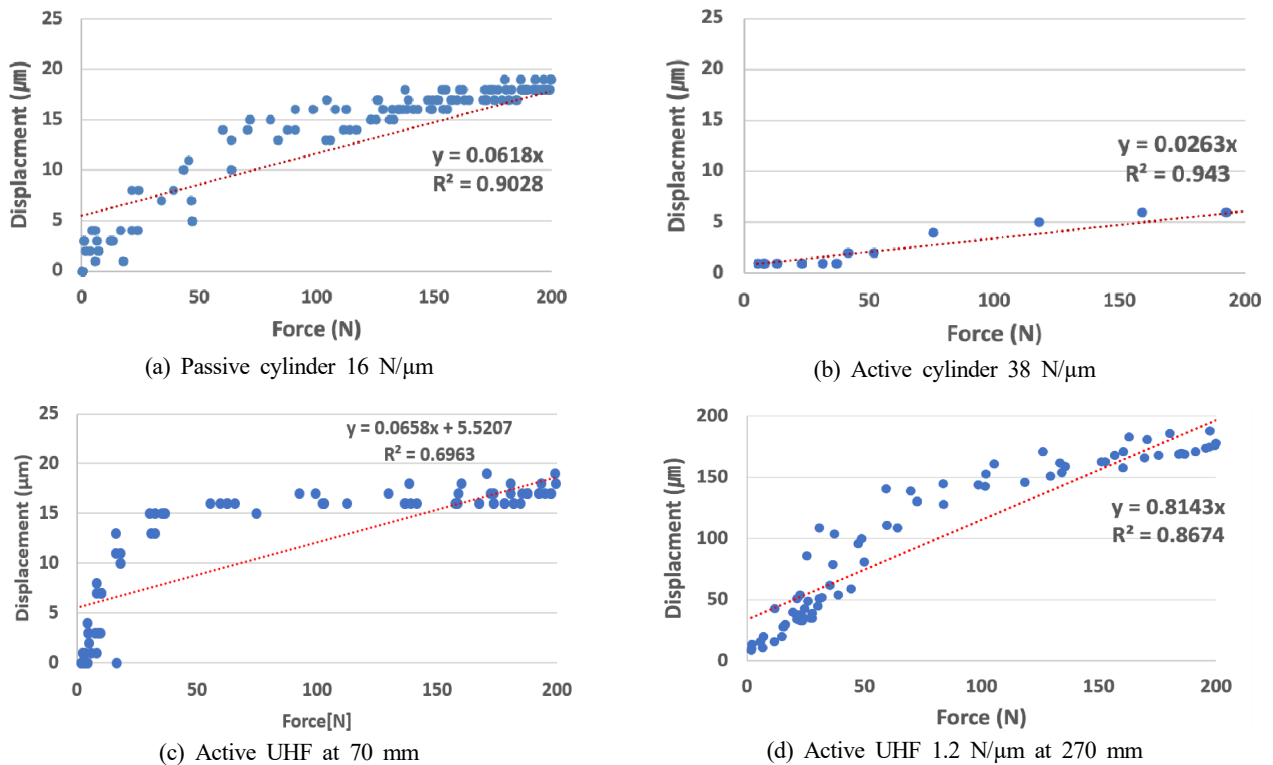 25
20
15
10
5
0
Displacment (㎛)
y = 0.0618x
R² = 0.9028
0 50 100 150 200
Force (N)
(a) Passive cylinder 16 N/μm
25
20
15
10
5
0
Displacment (㎛)
y = 0.0263x
R² = 0.943
0 50 100 150 200
Force (N)
(b) Active cylinder 38 N/μm
25
20
15
10
5
0
Displacement (μm)
y = 0.0658x + 5.5207
R² = 0.6963
0 50 100 150 200
Force[N]
(c) Active UHF at 70 mm
200
150
100
50
0
Displacment (㎛)
y = 0.8143x
R² = 0.8674
0 50 100 150 200
Force (N)
(d) Active UHF 1.2 N/μm at 270 mm